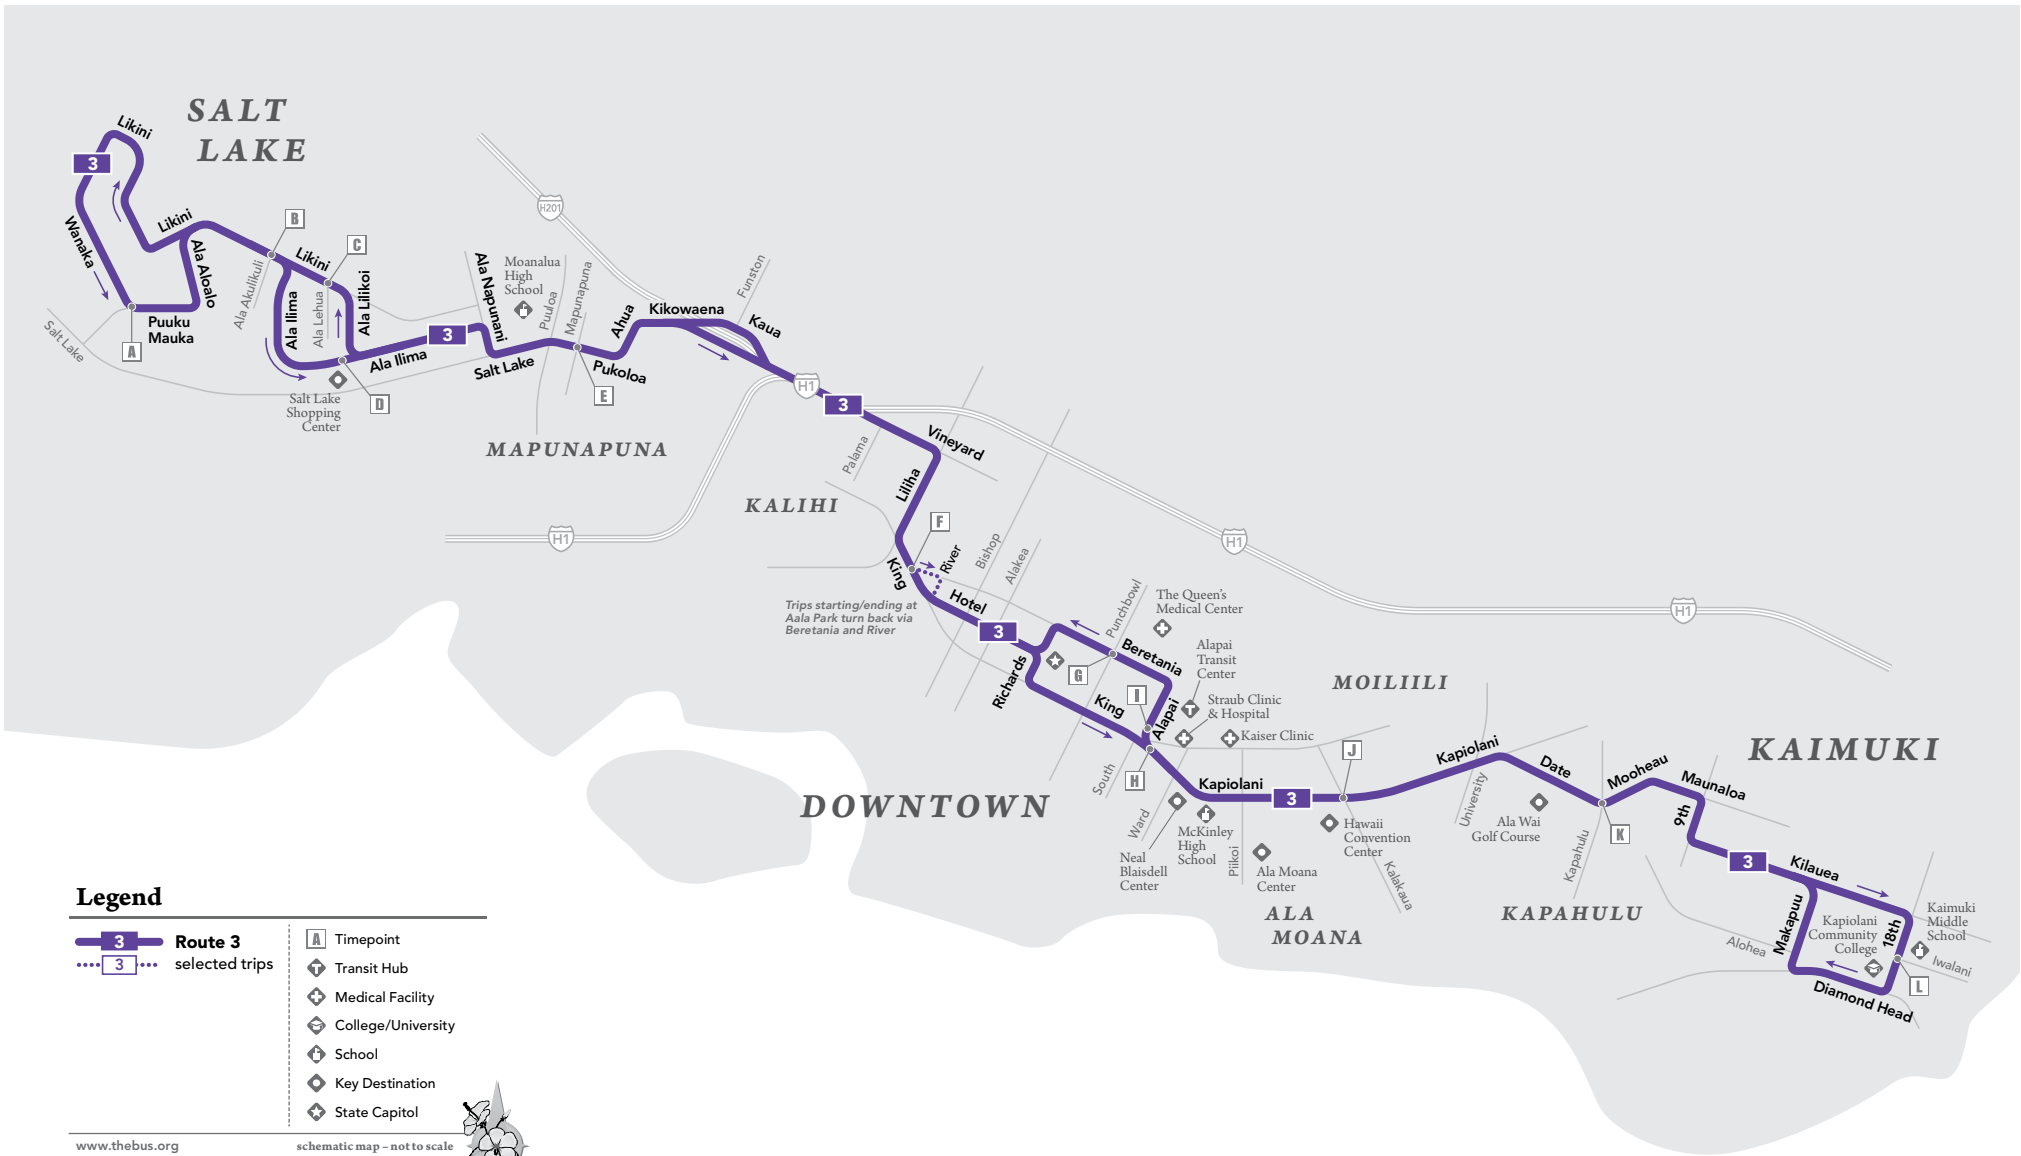 SALT
LAKE
Likini
3
Wanaka
Likini
Ala Aloalo
Puuku
Mauka
A
Salt Lake
B
Likini
C
Ala Akulikuli
Ala Ilima
Ala Lehua
Ala Lilikoi
Salt Lake
Shopping
Center
D
Ala Ilima
3
Ala Napunani
Moanalua
High
School
Puuloa
Mapunapuna
Salt Lake
Pukoloa
E
Ahua
H201
Kikowaena
Funston
Kaua
MAPUNAPUNA
H1
H1
3
Palama
Vineyard
Liliha
KALIHI
F
King
River
Trips starting/ending at
Aala Park turn back via
Beretania and River
Hotel
Bishop
Alakea
3
Richards
H1
H1
Punchbowl
The Queen's
Medical Center
Beretania
G
Alapai
Transit
Center
I
King
Alapai
Straub Clinic
& Hospital
Kaiser Clinic
South
H
MOILIILI
DOWNTOWN
Kapiolani
3
J
Ward
Neal
Blaisdell
Center
McKinley
High
School
Piikoi
Ala Moana
Center
Hawaii
Convention
Center
Kalakaua
ALA
MOANA
Kapiolani
University
Date
Ala Wai
Golf Course
Kapahulu
K
Mooheau
Maunaloa
9th
KAIMUKI
KAPAHULU
3
Kilauea
Makapuu
Kapiolani
Community
College
18th
Kaimuki
Middle
School
Alohea
Iwalani
L
Diamond Head
Legend
3 Route 3
3 selected trips
A Timepoint
Transit Hub
Medical Facility
College/University
School
Key Destination
State Capitol
www.thebus.org
schematic map – not to scale